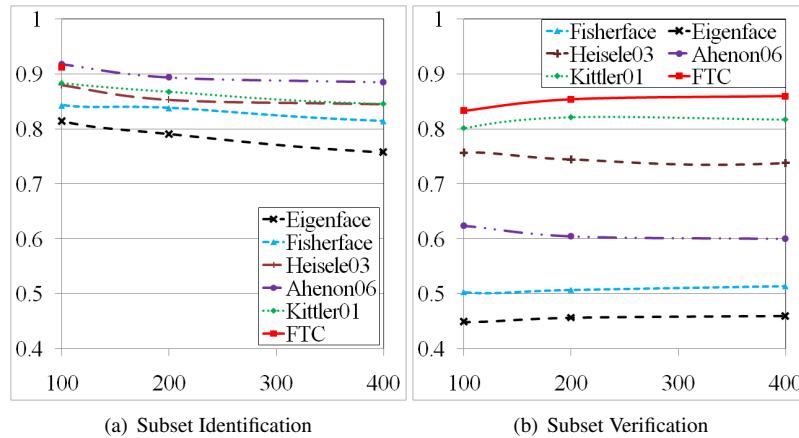 1
0.9
0.8
0.7
0.6
0.5
0.4
100
200
300
400
Eigenface
Fisherface
Heisele03
Ahenon06
Kittler01
FTC
(a) Subset Identification
1
0.9
0.8
0.7
0.6
0.5
0.4
100
200
300
400
Fisherface Eigenface
Heisele03 Ahenon06
Kittler01 FTC
(b) Subset Verification